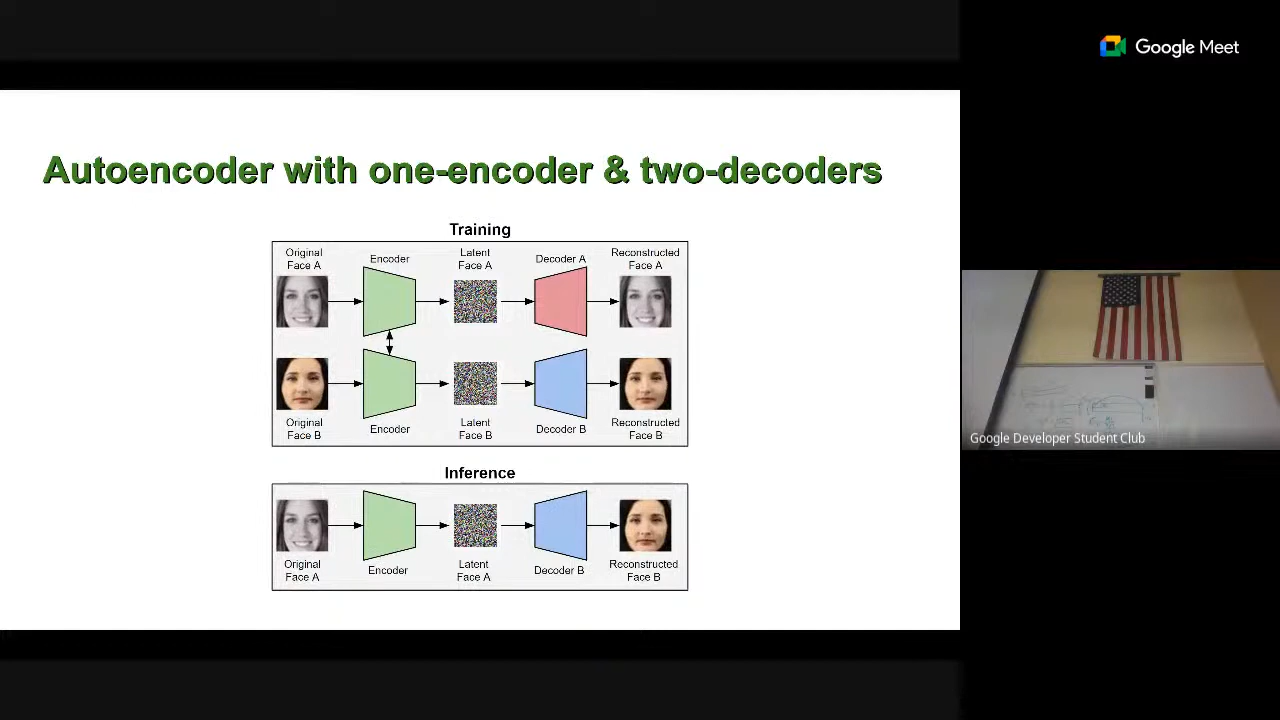 Google Meet
Autoencoder with one-encoder & two-decoders
Training
Original
Face A
Encoder
Latent
Face A
Decoder A
Reconstructed
Face A
Original
Face B
Encoder
Latent
Face B
Decoder B
Reconstructed
Face B
Inference
Original
Face A
Encoder
Latent
Face A
Decoder B
Reconstructed
Face B
Google Developer Student Club